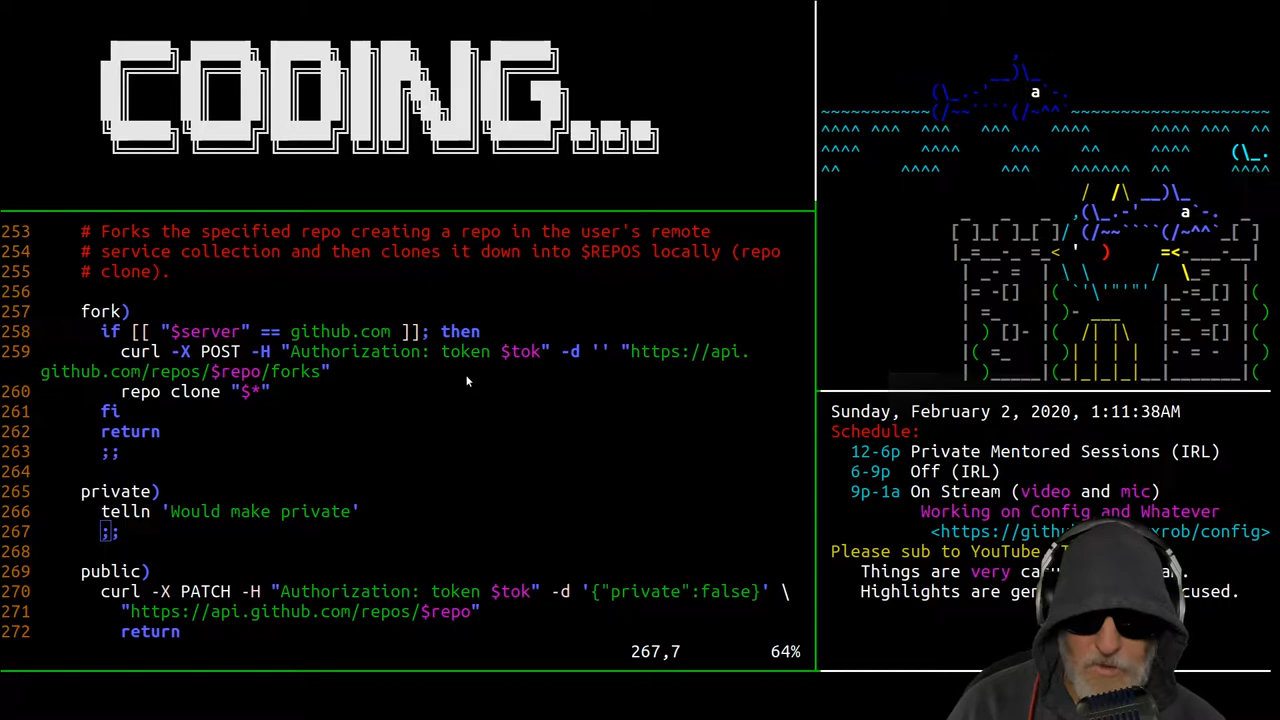 CODING...
253 # Forks the specified repo creating a repo in the user's remote
254 # service collection and then clones it down into $REPOS locally (repo
255 # clone).
256
257 fork)
258 if [[ "$server" == github.com ]]; then
259 curl -X POST -H "Authorization: token $tok" -d '' "https://api.
github.com/repos/$repo/forks"
260 repo clone "$*"
261 fi
262 return
263 ;;
264
265 private)
266 telln 'Would make private'
267 ;;
268
269 public)
270 curl -X PATCH -H "Authorization: token $tok" -d '{"private":false}' \
271 "https://api.github.com/repos/$repo"
272 return
267,7 64%
Sunday, February 2, 2020, 1:11:38AM
Schedule:
12-6p Private Mentored Sessions (IRL)
6-9p Off (IRL)
9p-1a On Stream (video and mic)
Working on Config and Whatever
<https://gith xrob/config>
Please sub to YouTube
Things are very
Highlights are